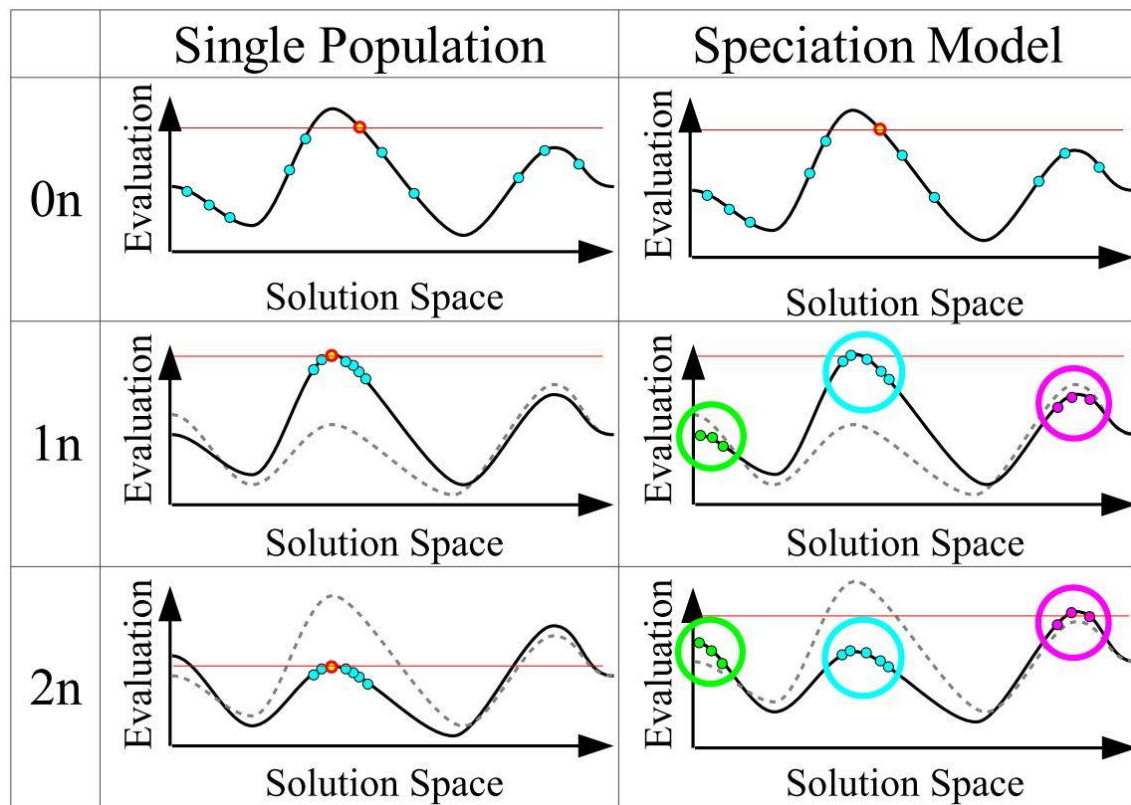 Single Population
Speciation Model
0n
Evaluation
Solution Space
Evaluation
Solution Space
1n
Evaluation
Solution Space
Evaluation
Solution Space
2n
Evaluation
Solution Space
Evaluation
Solution Space